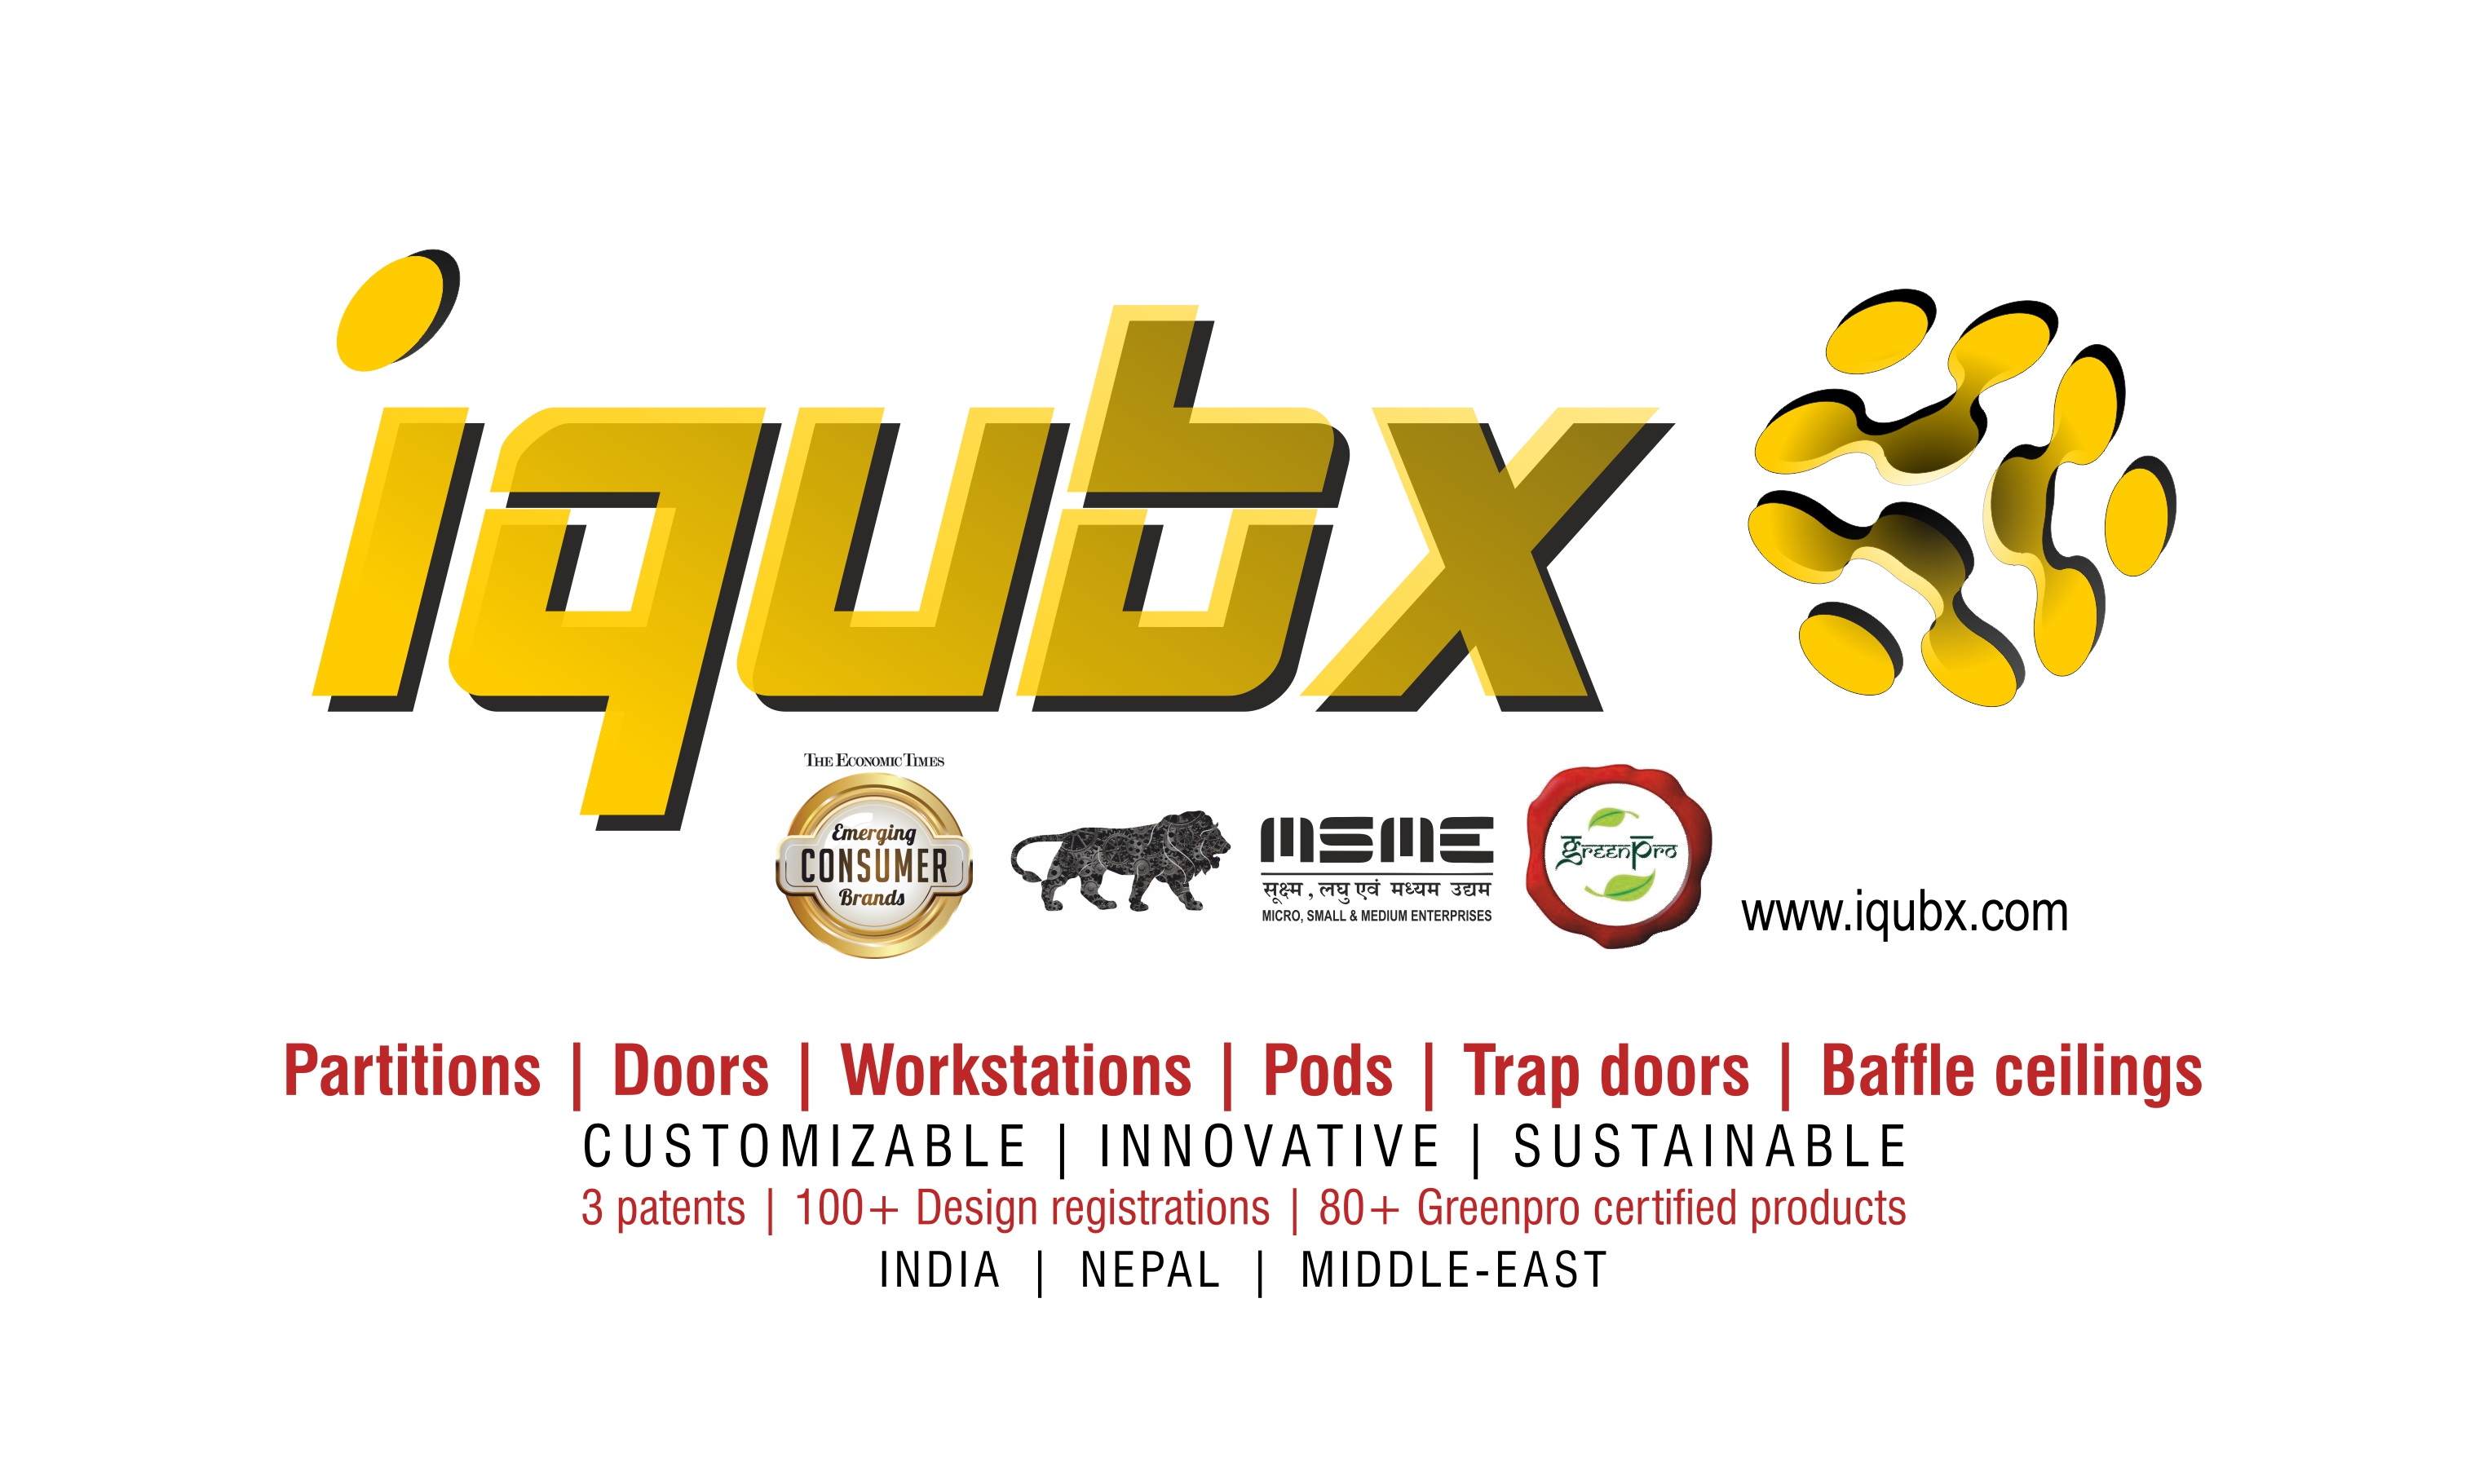 iqubx
THE ECONOMIC TIMES
Emerging
CONSUMER
Brands
MSME
सूक्ष्म , लघु एवं मध्यम उद्यम
MICRO, SMALL & MEDIUM ENTERPRISES
greenPro
www.iqubx.com
Partitions | Doors | Workstations | Pods | Trap doors | Baffle ceilings
CUSTOMIZABLE | INNOVATIVE | SUSTAINABLE
3 patents | 100+ Design registrations | 80+ Greenpro certified products
INDIA | NEPAL | MIDDLE-EAST